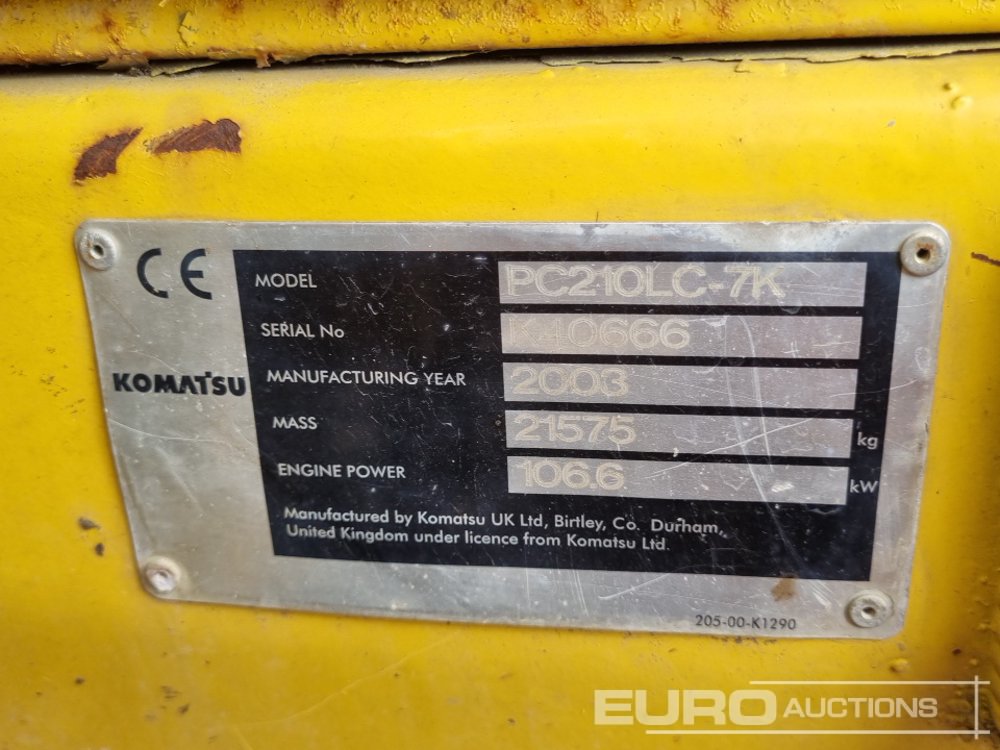 CE
KOMATSU
MODEL PC210LC-7K
SERIAL No K40666
MANUFACTURING YEAR 2003
MASS 21575 kg
ENGINE POWER 106.6 kW
Manufactured by Komatsu UK Ltd, Birtley, Co. Durham,
United Kingdom under licence from Komatsu Ltd.
205-00-K1290
EURO AUCTIONS